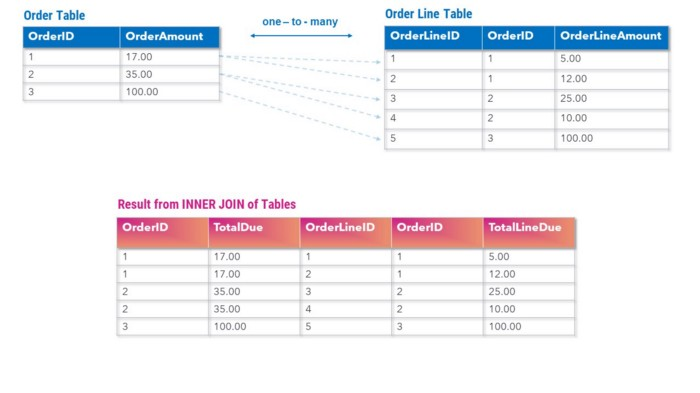 Order Table
one – to - many
Order Line Table
OrderID OrderAmount
1 17.00
2 35.00
3 100.00
OrderLineID OrderID OrderLineAmount
1 1 5.00
2 1 12.00
3 2 25.00
4 2 10.00
5 3 100.00
Result from INNER JOIN of Tables
OrderID TotalDue OrderLineID OrderID TotalLineDue
1 17.00 1 1 5.00
1 17.00 2 1 12.00
2 35.00 3 2 25.00
2 35.00 4 2 10.00
3 100.00 5 3 100.00